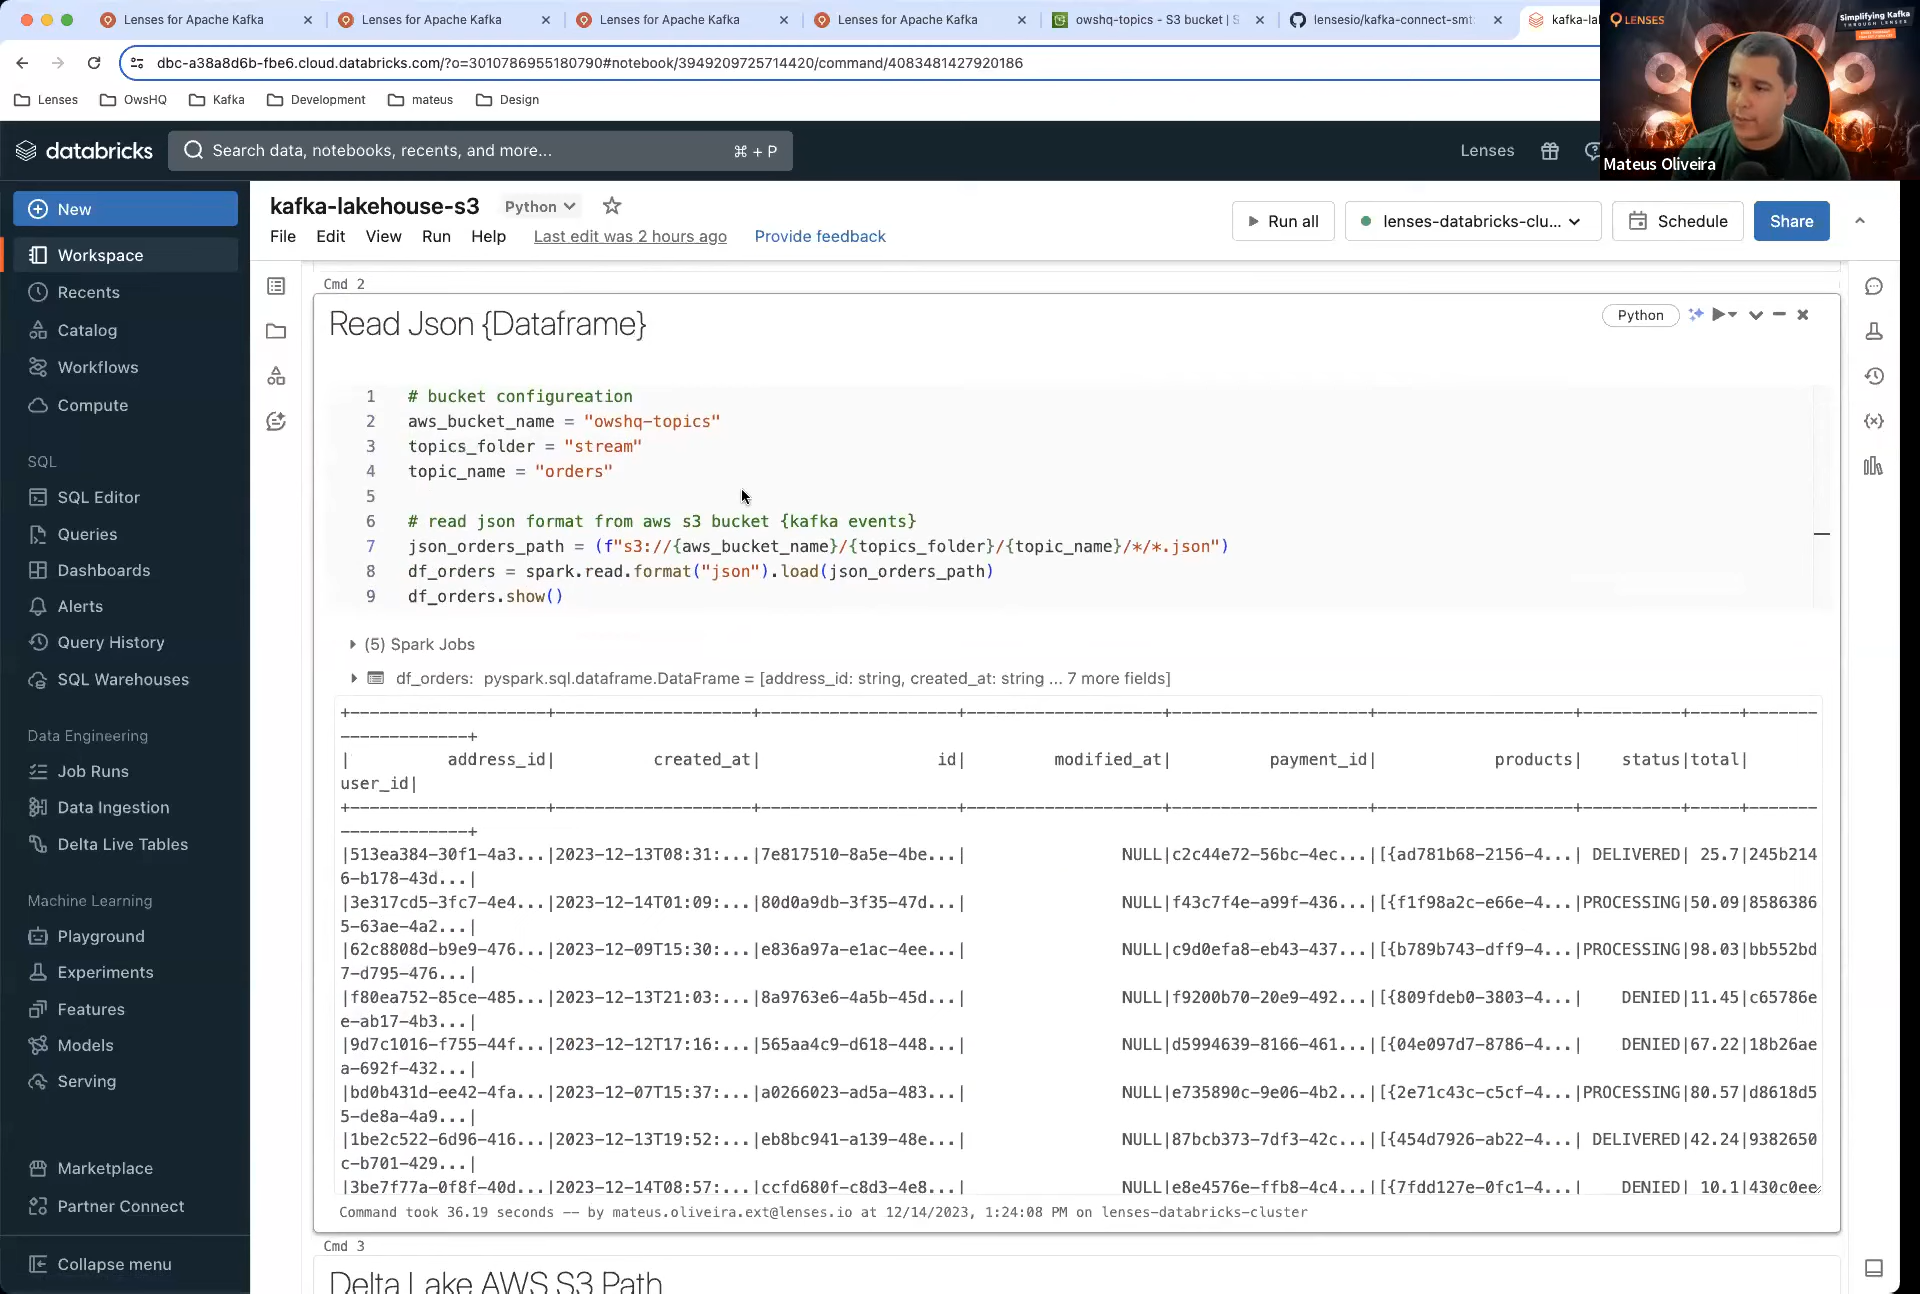 Lenses for Apache Kafka
Lenses for Apache Kafka
Lenses for Apache Kafka
Lenses for Apache Kafka
owshq-topics - S3 bucket | S
lensesio/kafka-connect-smt
kafka-la
LENSES
Simplifying Kafka
THROUGH LENSES
dbc-a38a8d6b-fbe6.cloud.databricks.com/?o=3010786955180790#notebook/3949209725714420/command/4083481427920186
Lenses
OwsHQ
Kafka
Development
mateus
Design
databricks
Search data, notebooks, recents, and more...
⌘ + P
Lenses
Mateus Oliveira
New
Workspace
Recents
Catalog
Workflows
Compute
SQL
SQL Editor
Queries
Dashboards
Alerts
Query History
SQL Warehouses
Data Engineering
Job Runs
Data Ingestion
Delta Live Tables
Machine Learning
Playground
Experiments
Features
Models
Serving
Marketplace
Partner Connect
Collapse menu
kafka-lakehouse-s3
Python
File Edit View Run Help Last edit was 2 hours ago Provide feedback
Run all
lenses-databricks-clu...
Schedule
Share
Cmd 2
Read Json {Dataframe}
Python
1 # bucket configureation
2 aws_bucket_name = "owshq-topics"
3 topics_folder = "stream"
4 topic_name = "orders"
5
6 # read json format from aws s3 bucket {kafka events}
7 json_orders_path = (f"s3://{aws_bucket_name}/{topics_folder}/{topic_name}/*/*.json")
8 df_orders = spark.read.format("json").load(json_orders_path)
9 df_orders.show()
(5) Spark Jobs
df_orders: pyspark.sql.dataframe.DataFrame = [address_id: string, created_at: string ... 7 more fields]
+--------------------+--------------------+--------------------+--------------------+--------------------+--------------------+----------+-----+-------
-------------+
| address_id| created_at| id| modified_at| payment_id| products| status|total|
user_id|
+--------------------+--------------------+--------------------+--------------------+--------------------+--------------------+----------+-----+-------
-------------+
|513ea384-30f1-4a3...|2023-12-13T08:31:...|7e817510-8a5e-4be...| NULL|c2c44e72-56bc-4ec...|[{ad781b68-2156-4...| DELIVERED| 25.7|245b214
6-b178-43d...|
|3e317cd5-3fc7-4e4...|2023-12-14T01:09:...|80d0a9db-3f35-47d...| NULL|f43c7f4e-a99f-436...|[{f1f98a2c-e66e-4...|PROCESSING|50.09|8586386
5-63ae-4a2...|
|62c8808d-b9e9-476...|2023-12-09T15:30:...|e836a97a-e1ac-4ee...| NULL|c9d0efa8-eb43-437...|[{b789b743-dff9-4...|PROCESSING|98.03|bb552bd
7-d795-476...|
|f80ea752-85ce-485...|2023-12-13T21:03:...|8a9763e6-4a5b-45d...| NULL|f9200b70-20e9-492...|[{809fdeb0-3803-4...| DENIED|11.45|c65786e
e-ab17-4b3...|
|9d7c1016-f755-44f...|2023-12-12T17:16:...|565aa4c9-d618-448...| NULL|d5994639-8166-461...|[{04e097d7-8786-4...| DENIED|67.22|18b26ae
a-692f-432...|
|bd0b431d-ee42-4fa...|2023-12-07T15:37:...|a0266023-ad5a-483...| NULL|e735890c-9e06-4b2...|[{2e71c43c-c5cf-4...|PROCESSING|80.57|d8618d5
5-de8a-4a9...|
|1be2c522-6d96-416...|2023-12-13T19:52:...|eb8bc941-a139-48e...| NULL|87bcb373-7df3-42c...|[{454d7926-ab22-4...| DELIVERED|42.24|9382650
c-b701-429...|
|3be7f77a-0f8f-40d...|2023-12-14T08:57:...|ccfd680f-c8d3-4e8...| NULL|e8e4576e-ffb8-4c4...|[{7fdd127e-0fc1-4...| DENIED| 10.1|430c0ee
Command took 36.19 seconds -- by mateus.oliveira.ext@lenses.io at 12/14/2023, 1:24:08 PM on lenses-databricks-cluster
Cmd 3
Delta Lake AWS S3 Path